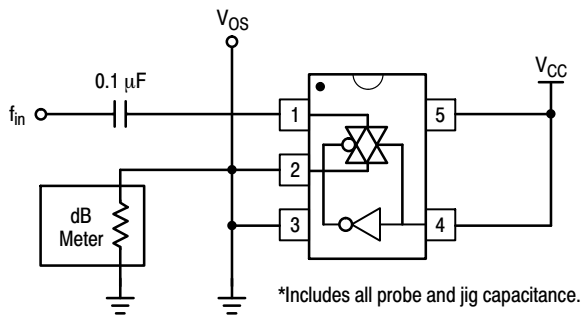 V_OS
0.1 μF
V_CC
f_in
1
5
2
dB
Meter
3
4
*Includes all probe and jig capacitance.